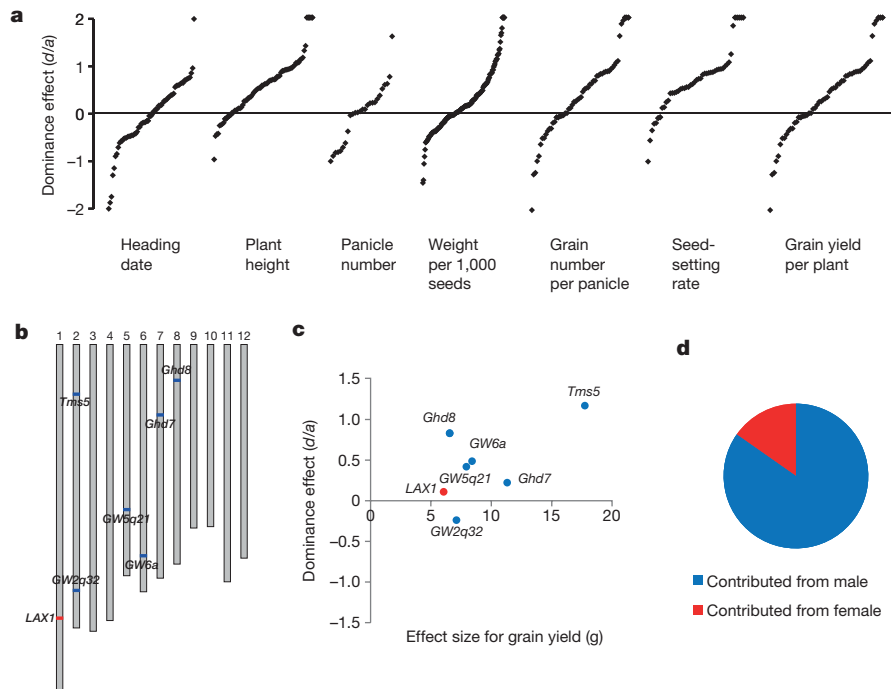 a
Dominance effect (d/a)
2
1
0
−1
−2
Heading
date
Plant
height
Panicle
number
Weight
per 1,000
seeds
Grain
number
per panicle
Seed-
setting
rate
Grain yield
per plant
b
1 2 3 4 5 6 7 8 9 10 11 12
Ghd8
Tms5
Ghd7
GW5q21
GW6a
GW2q32
LAX1
c
Dominance effect (d/a)
1.5
1.0
0.5
0
−0.5
−1.0
−1.5
0 5 10 15 20
Tms5
Ghd8
GW6a
GW5q21
Ghd7
LAX1
GW2q32
Effect size for grain yield (g)
d
Contributed from male
Contributed from female